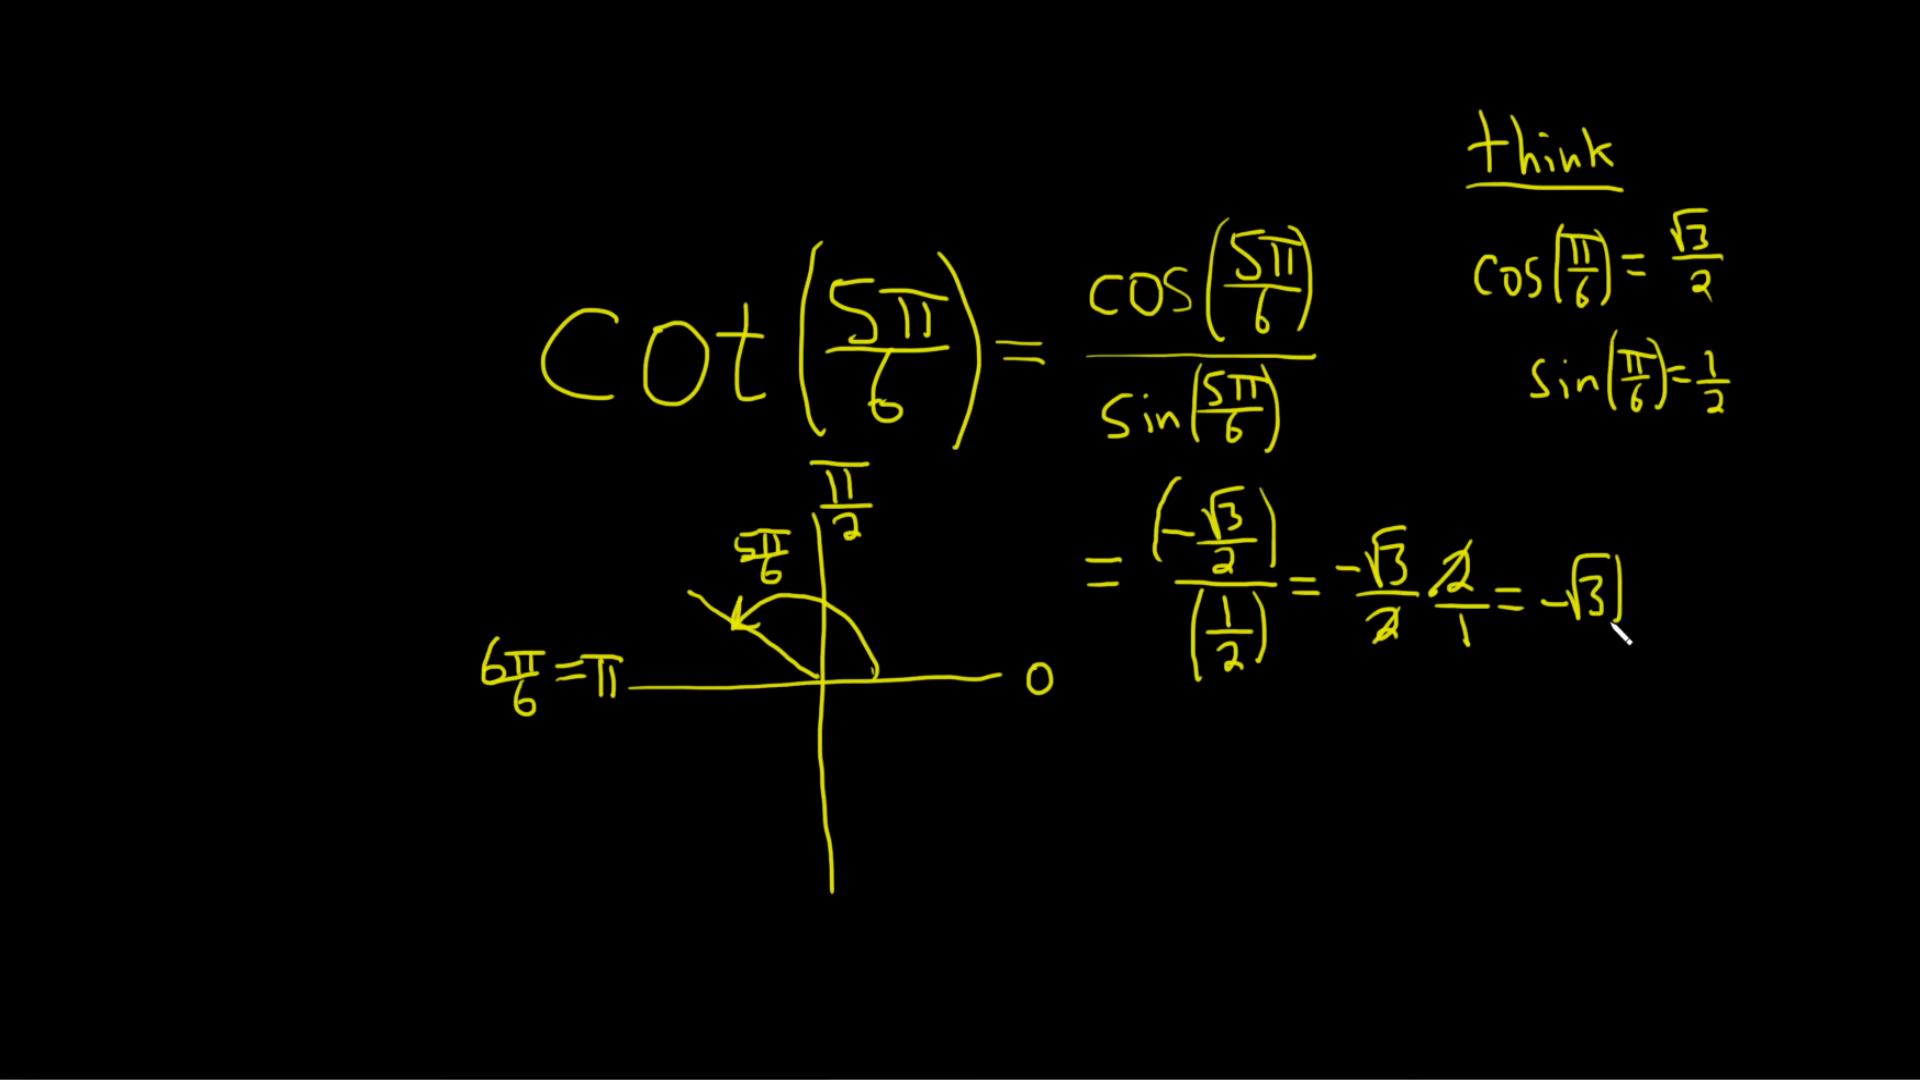 think
cos(π/6) = √3/2
sin(π/6) = 1/2
cot(5π/6) = cos(5π/6)/sin(5π/6)
= (-√3/2)/(1/2) = -√3/2 2/1 = -√3
π/2
5π/6
6π/6 = π
0